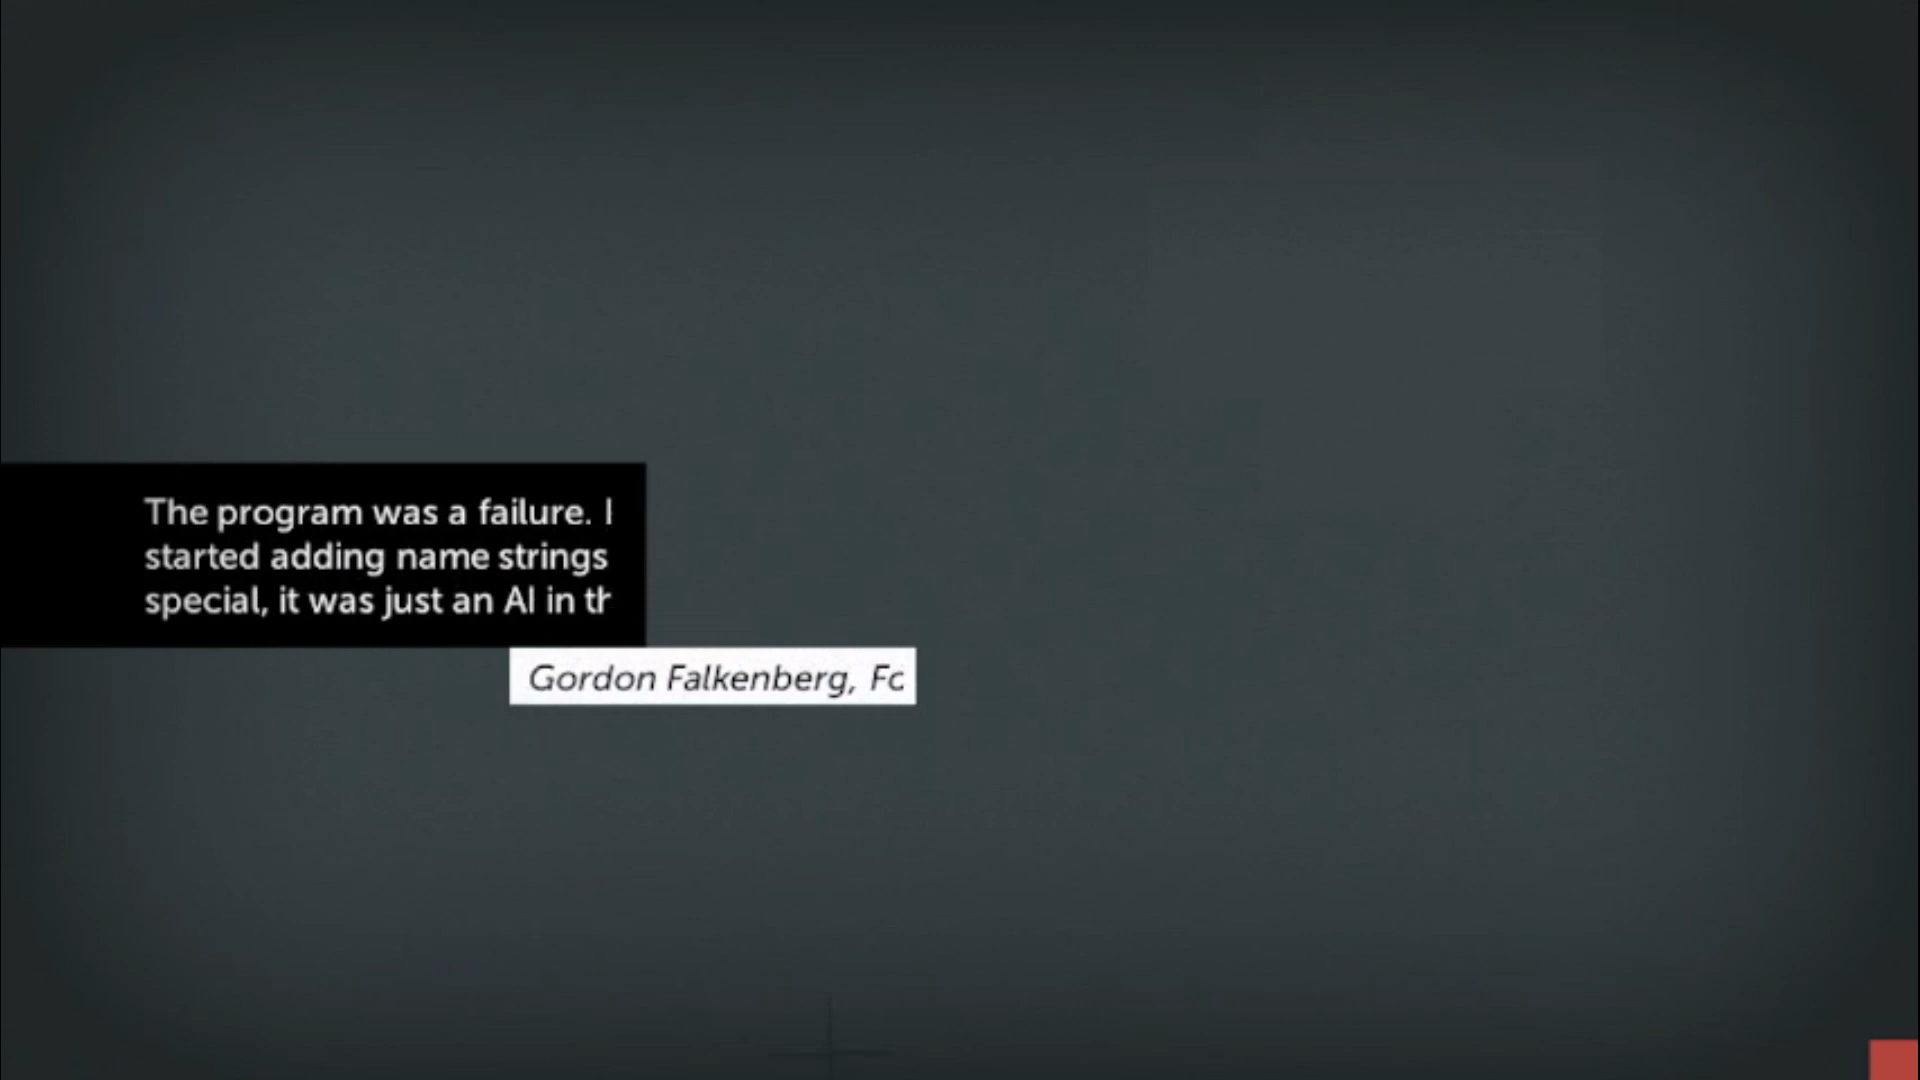 The program was a failure. I
started adding name strings
special, it was just an AI in
Gordon Falkenberg,